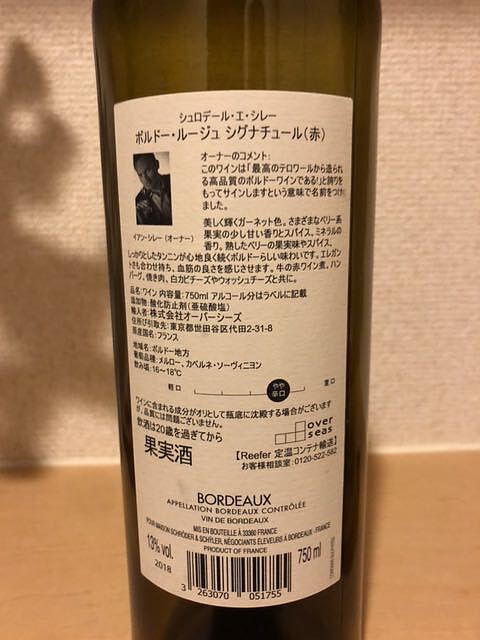 シュロデール・エ・シレー
ボルドー・ルージュ シグナチュール(赤)
オーナーのコメント:
このワインは「最高のテロワールから造られ
る高品質のボルドーワインである!」と誇りを
もってサインしますという意味で名前をつけ
ました。
イアン・シレー(オーナー)
美しく輝くガーネット色。さまざまなベリー系
果実の少し甘い香りとスパイス、ミネラルの
香り。熟したベリーの果実味やスパイス、
しっかりとしたタンニンが心地良く続くボルドーらしい味わいです。エレガン
トさも合わせ持ち、血筋の良さを感じさせます。牛の赤ワイン煮、ハン
バーグ、焼き肉、白カビチーズやウォッシュチーズと共に。
品名:ワイン 内容量:750ml アルコール分はラベルに記載
添加物:酸化防止剤(亜硫酸塩)
輸入者:株式会社オーバーシーズ
住所及び引取先:東京都世田谷区代田2-31-8
原産国名:フランス
地域名:ボルドー地方
葡萄品種:メルロー、カベルネ・ソーヴィニヨン
飲み頃:16~18℃
軽口 やや辛口 重口
ワインに含まれる成分がオリとして瓶底に沈殿する場合がございます
が、品質には問題ございません。
飲酒は20歳を過ぎてから
果実酒
over
seas
【Reefer 定温コンテナ輸送】
お客様相談室:0120-522-582
BORDEAUX
APPELLATION BORDEAUX CONTRÔLÉE
VIN DE BORDEAUX
MIS EN BOUTEILLE À 33360 FRANCE
POUR MAISON SCHRÖDER & SCHŸLER, NÉGOCIANTS ÉLEVEURS À BORDEAUX - FRANCE
PRODUCT OF FRANCE
13% vol.
750 ml
2018
3 263070 051755